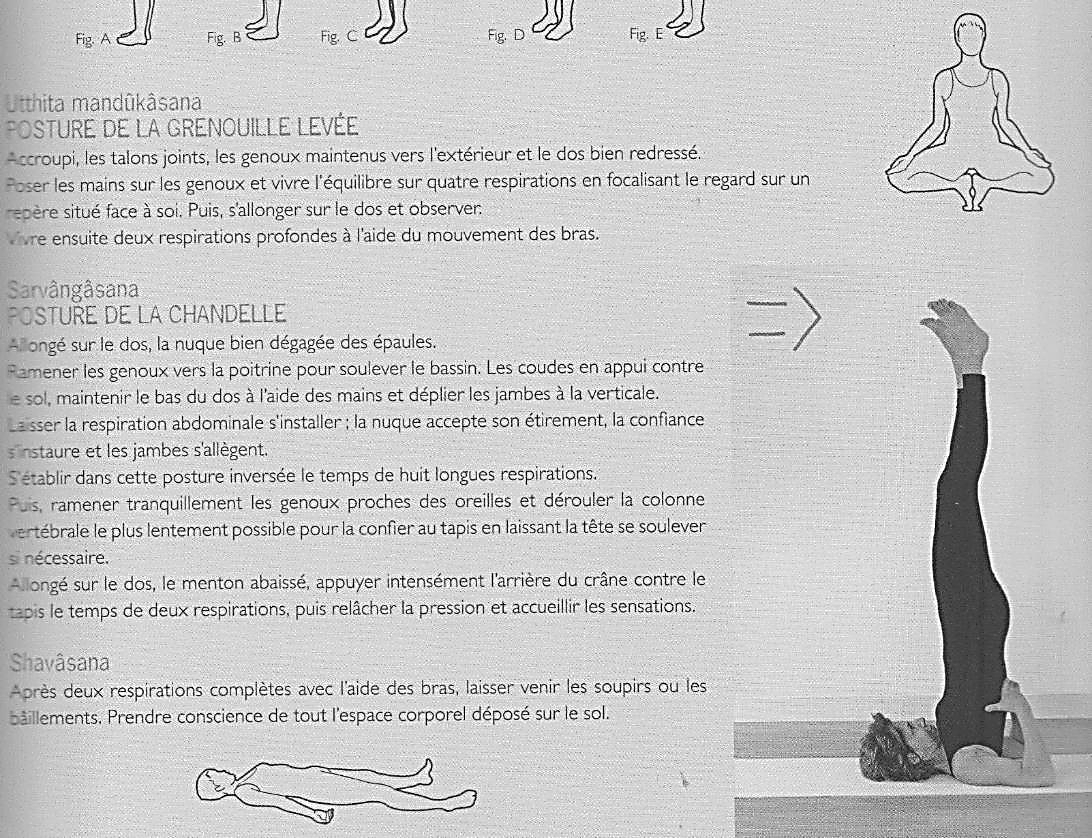 Fig. A
Fig. B
Fig. C
Fig. D
Fig. E
Utthita mandûkâsana
POSTURE DE LA GRENOUILLE LEVÉE
Accroupi, les talons joints, les genoux maintenus vers l'extérieur et le dos bien redressé.
Poser les mains sur les genoux et vivre l'équilibre sur quatre respirations en focalisant le regard sur un
repère situé face à soi. Puis, s'allonger sur le dos et observer.
Vivre ensuite deux respirations profondes à l'aide du mouvement des bras.
Sarvângâsana
POSTURE DE LA CHANDELLE
Allongé sur le dos, la nuque bien dégagée des épaules.
Ramener les genoux vers la poitrine pour soulever le bassin. Les coudes en appui contre
le sol, maintenir le bas du dos à l'aide des mains et déplier les jambes à la verticale.
Laisser la respiration abdominale s'installer ; la nuque accepte son étirement, la confiance
s'instaure et les jambes s'allègent.
S'établir dans cette posture inversée le temps de huit longues respirations.
Puis, ramener tranquillement les genoux proches des oreilles et dérouler la colonne
vertébrale le plus lentement possible pour la confier au tapis en laissant la tête se soulever
si nécessaire.
Allongé sur le dos, le menton abaissé, appuyer intensément l'arrière du crâne contre le
tapis le temps de deux respirations, puis relâcher la pression et accueillir les sensations.
Shavâsana
Après deux respirations complètes avec l'aide des bras, laisser venir les soupirs ou les
bâillements. Prendre conscience de tout l'espace corporel déposé sur le sol.